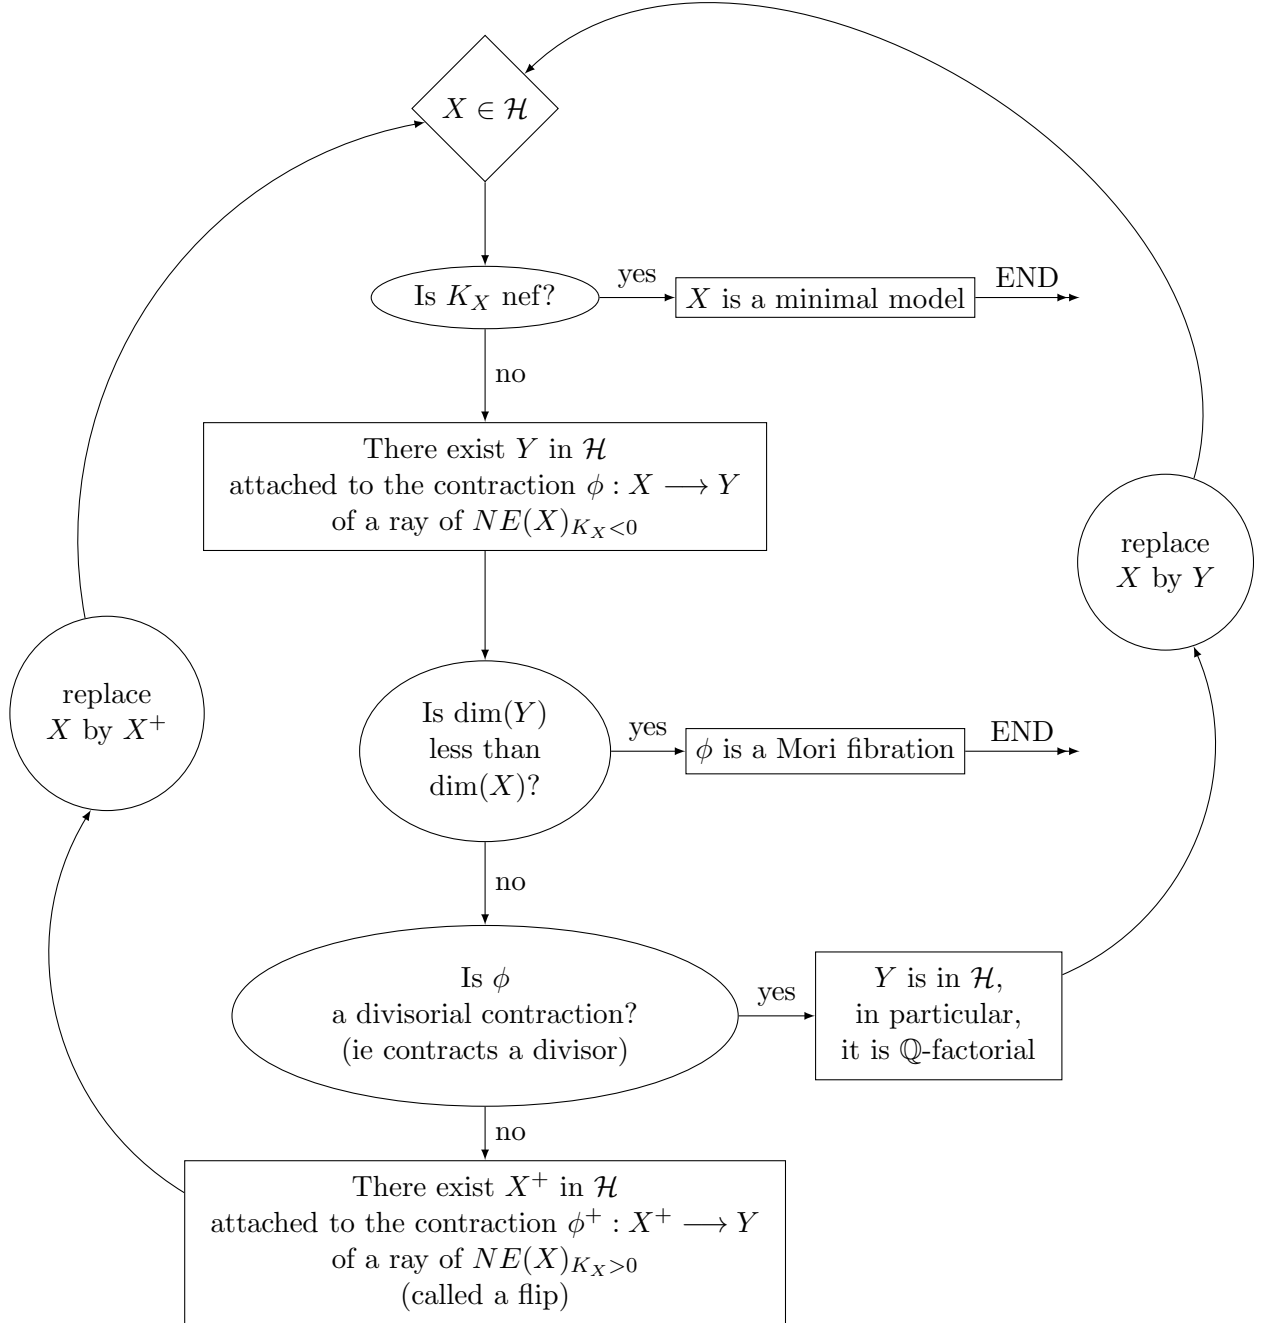 X ∈ ℋ
Is K_X nef?
yes
X is a minimal model
END
no
There exist Y in ℋ
attached to the contraction ϕ : X ⟶ Y
of a ray of NE(X)_{K_X<0}
replace
X by Y
replace
X by X⁺
Is dim(Y)
less than
dim(X)?
yes
ϕ is a Mori fibration
END
no
Is ϕ
a divisorial contraction?
(ie contracts a divisor)
yes
Y is in ℋ,
in particular,
it is ℚ-factorial
no
There exist X⁺ in ℋ
attached to the contraction ϕ⁺ : X⁺ ⟶ Y
of a ray of NE(X)_{K_X>0}
(called a flip)